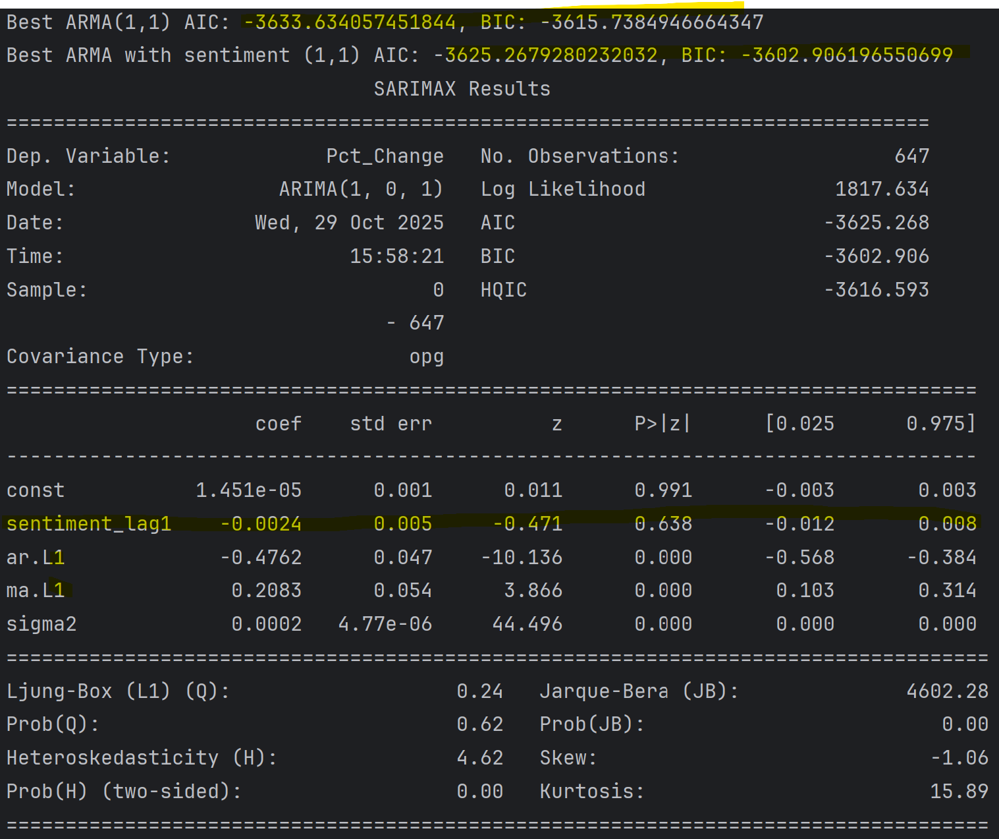 Best ARMA(1,1) AIC: -3633.634057451844, BIC: -3615.7384946664347
Best ARMA with sentiment (1,1) AIC: -3625.2679280232032, BIC: -3602.906196550699
SARIMAX Results
==============================================================================
Dep. Variable: Pct_Change No. Observations: 647
Model: ARIMA(1, 0, 1) Log Likelihood 1817.634
Date: Wed, 29 Oct 2025 AIC -3625.268
Time: 15:58:21 BIC -3602.906
Sample: 0 HQIC -3616.593
- 647
Covariance Type: opg
==================================================================================
coef std err z P>|z| [0.025 0.975]
----------------------------------------------------------------------------------
const 1.451e-05 0.001 0.011 0.991 -0.003 0.003
sentiment_lag1 -0.0024 0.005 -0.471 0.638 -0.012 0.008
ar.L1 -0.4762 0.047 -10.136 0.000 -0.568 -0.384
ma.L1 0.2083 0.054 3.866 0.000 0.103 0.314
sigma2 0.0002 4.77e-06 44.496 0.000 0.000 0.000
===================================================================================
Ljung-Box (L1) (Q): 0.24 Jarque-Bera (JB): 4602.28
Prob(Q): 0.62 Prob(JB): 0.00
Heteroskedasticity (H): 4.62 Skew: -1.06
Prob(H) (two-sided): 0.00 Kurtosis: 15.89
===================================================================================